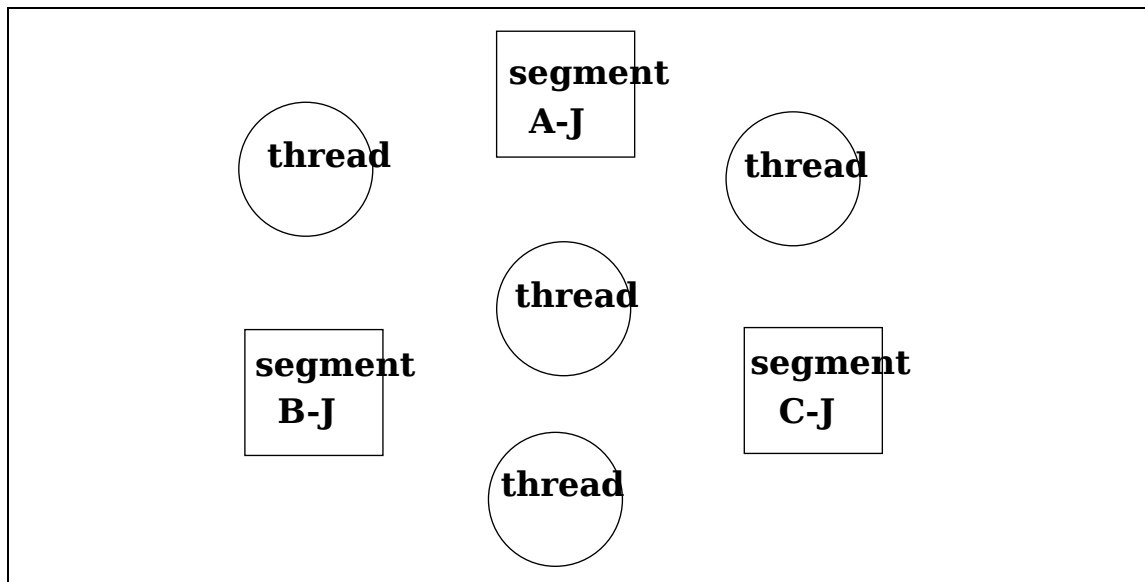 segment
A-J
thread
thread
thread
segment
B-J
segment
C-J
thread